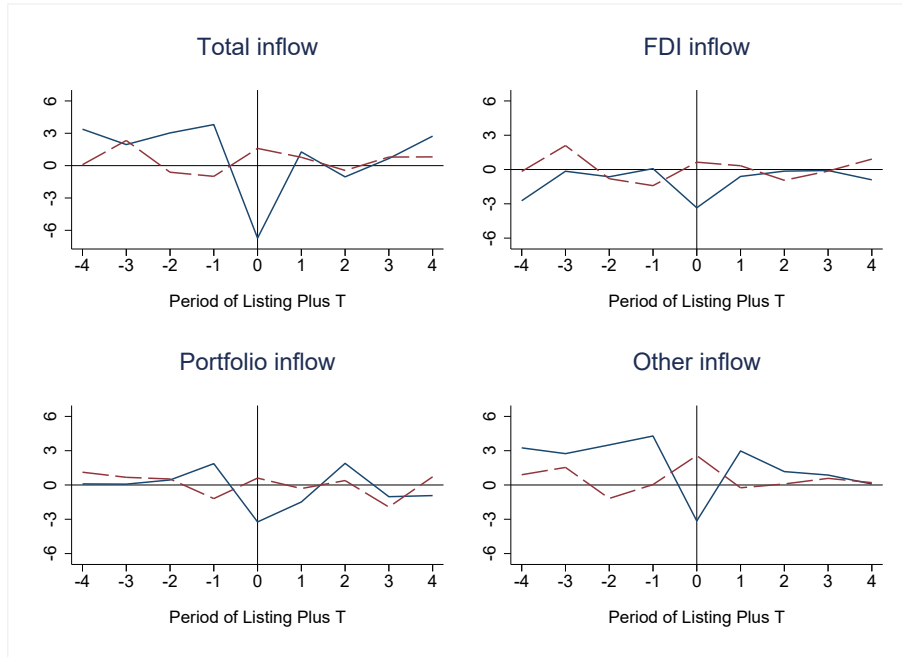 Total inflow
6
3
0
-3
-6
-4 -3 -2 -1 0 1 2 3 4
Period of Listing Plus T
FDI inflow
6
3
0
-3
-6
-4 -3 -2 -1 0 1 2 3 4
Period of Listing Plus T
Portfolio inflow
6
3
0
-3
-6
-4 -3 -2 -1 0 1 2 3 4
Period of Listing Plus T
Other inflow
6
3
0
-3
-6
-4 -3 -2 -1 0 1 2 3 4
Period of Listing Plus T